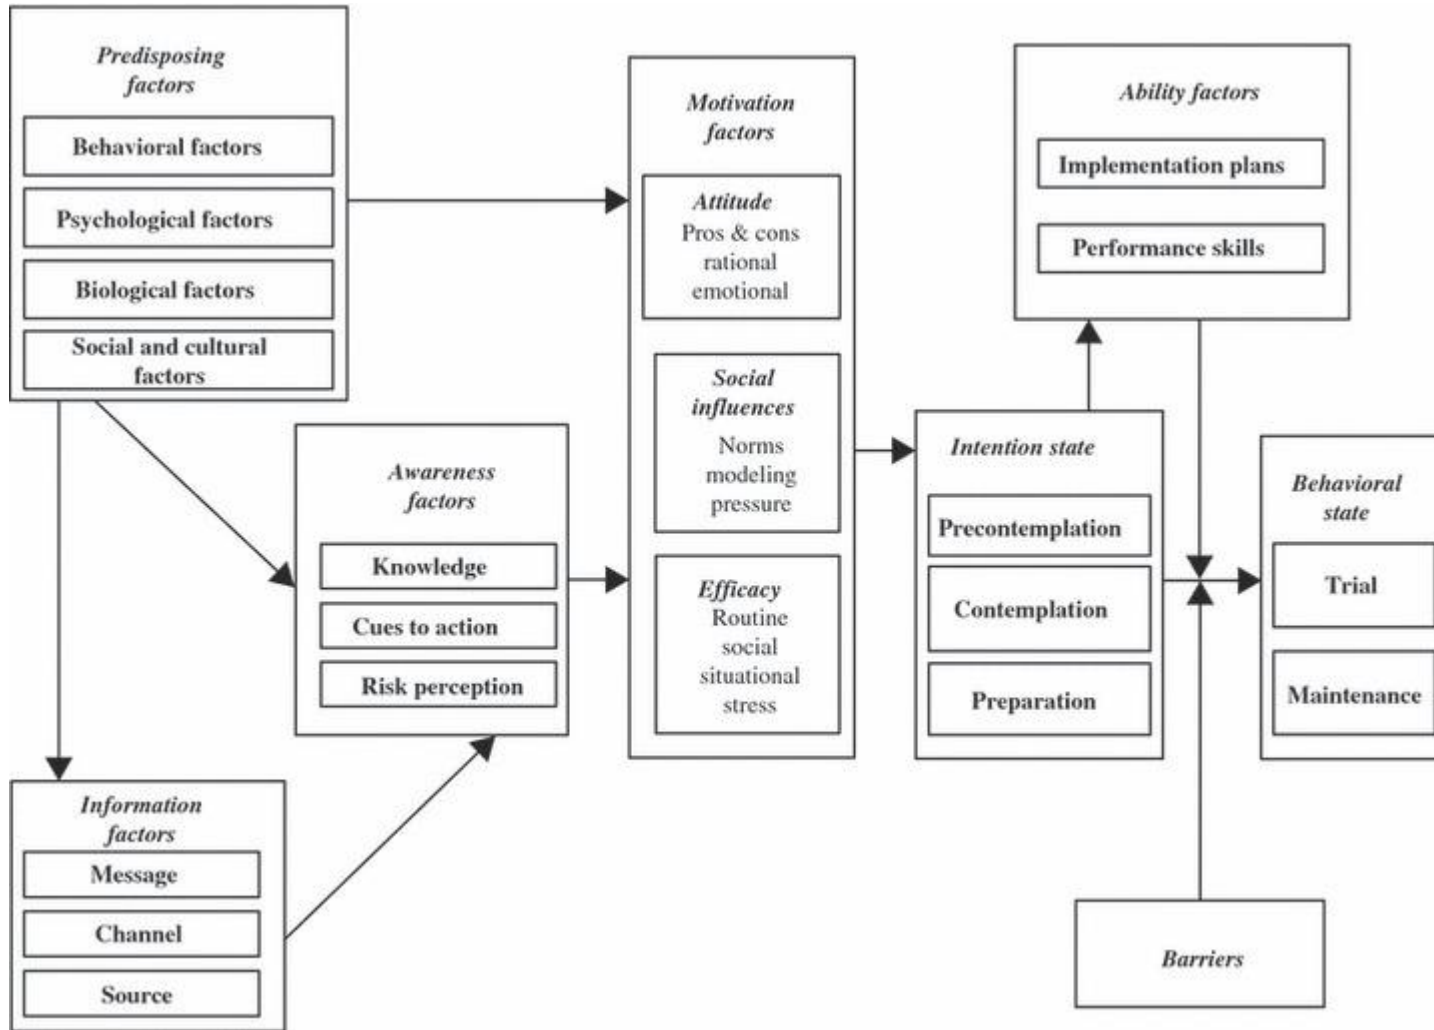 Predisposing
factors
Behavioral factors
Psychological factors
Biological factors
Social and cultural
factors
Information
factors
Message
Channel
Source
Awareness
factors
Knowledge
Cues to action
Risk perception
Motivation
factors
Attitude
Pros & cons
rational
emotional
Social
influences
Norms
modeling
pressure
Efficacy
Routine
social
situational
stress
Intention state
Precontemplation
Contemplation
Preparation
Ability factors
Implementation plans
Performance skills
Barriers
Behavioral
state
Trial
Maintenance